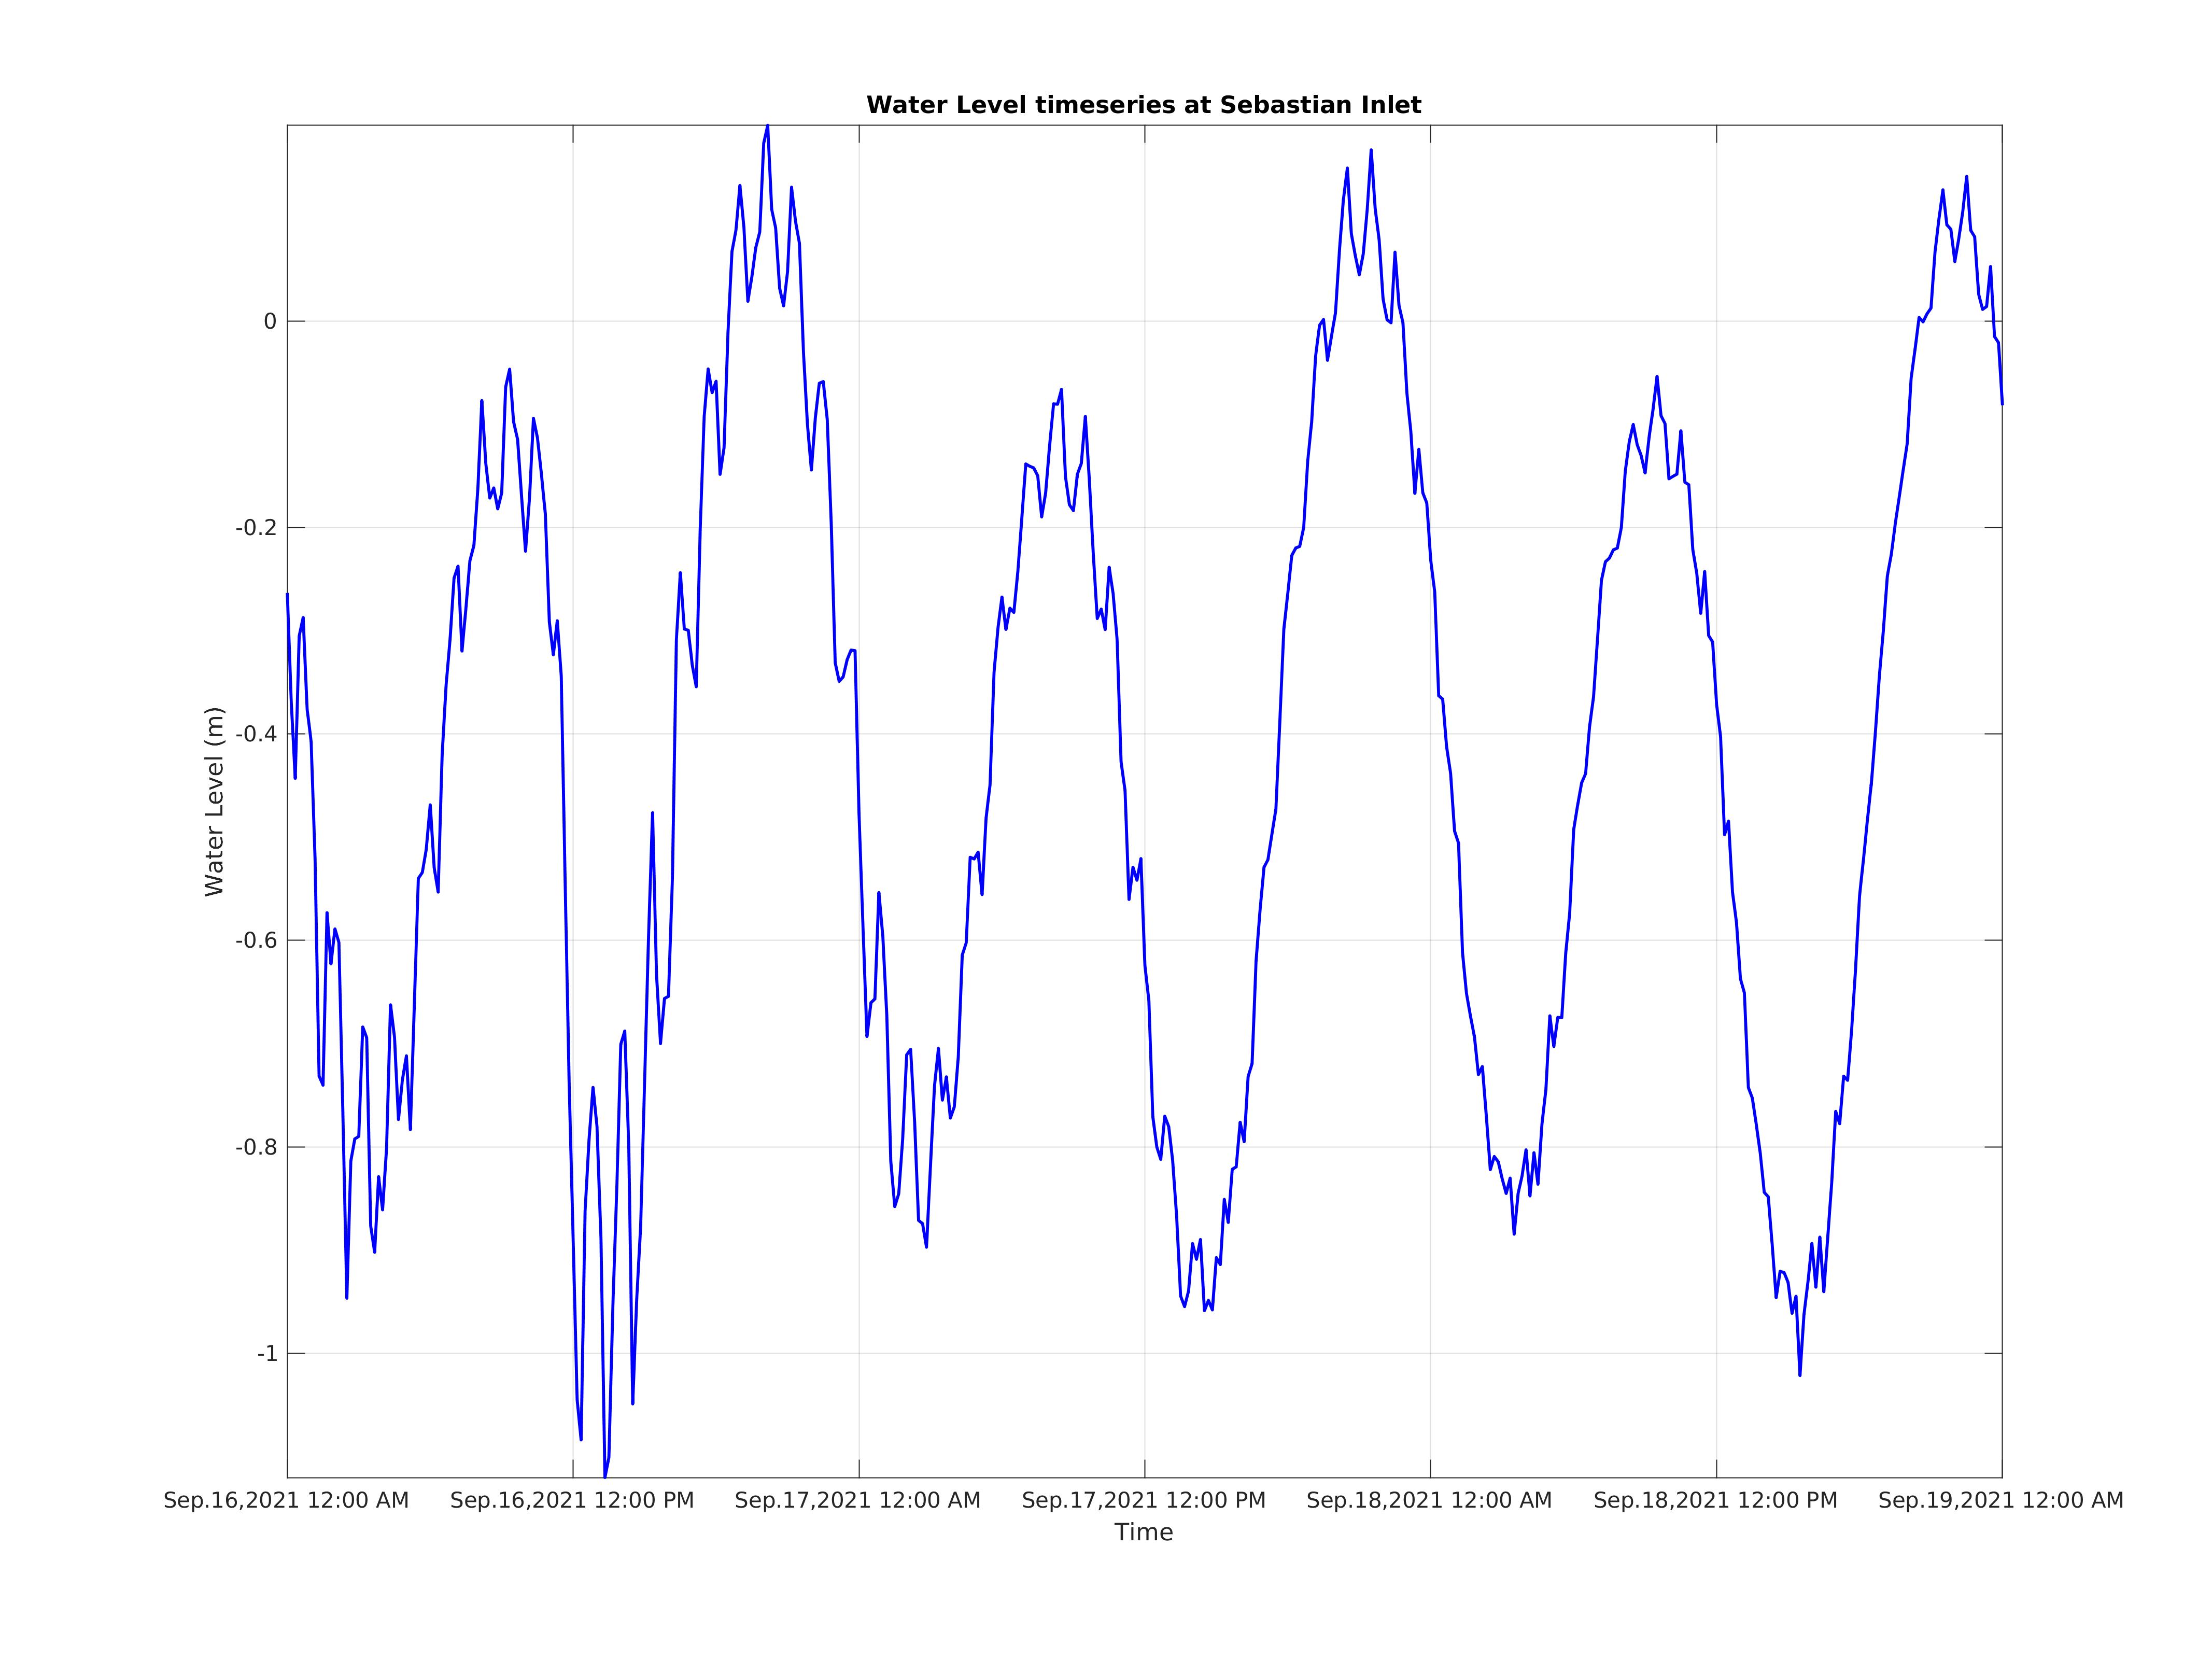 Water Level timeseries at Sebastian Inlet
0
-0.2
-0.4
-0.6
-0.8
-1
Water Level (m)
Sep.16,2021 12:00 AM
Sep.16,2021 12:00 PM
Sep.17,2021 12:00 AM
Sep.17,2021 12:00 PM
Sep.18,2021 12:00 AM
Sep.18,2021 12:00 PM
Sep.19,2021 12:00 AM
Time